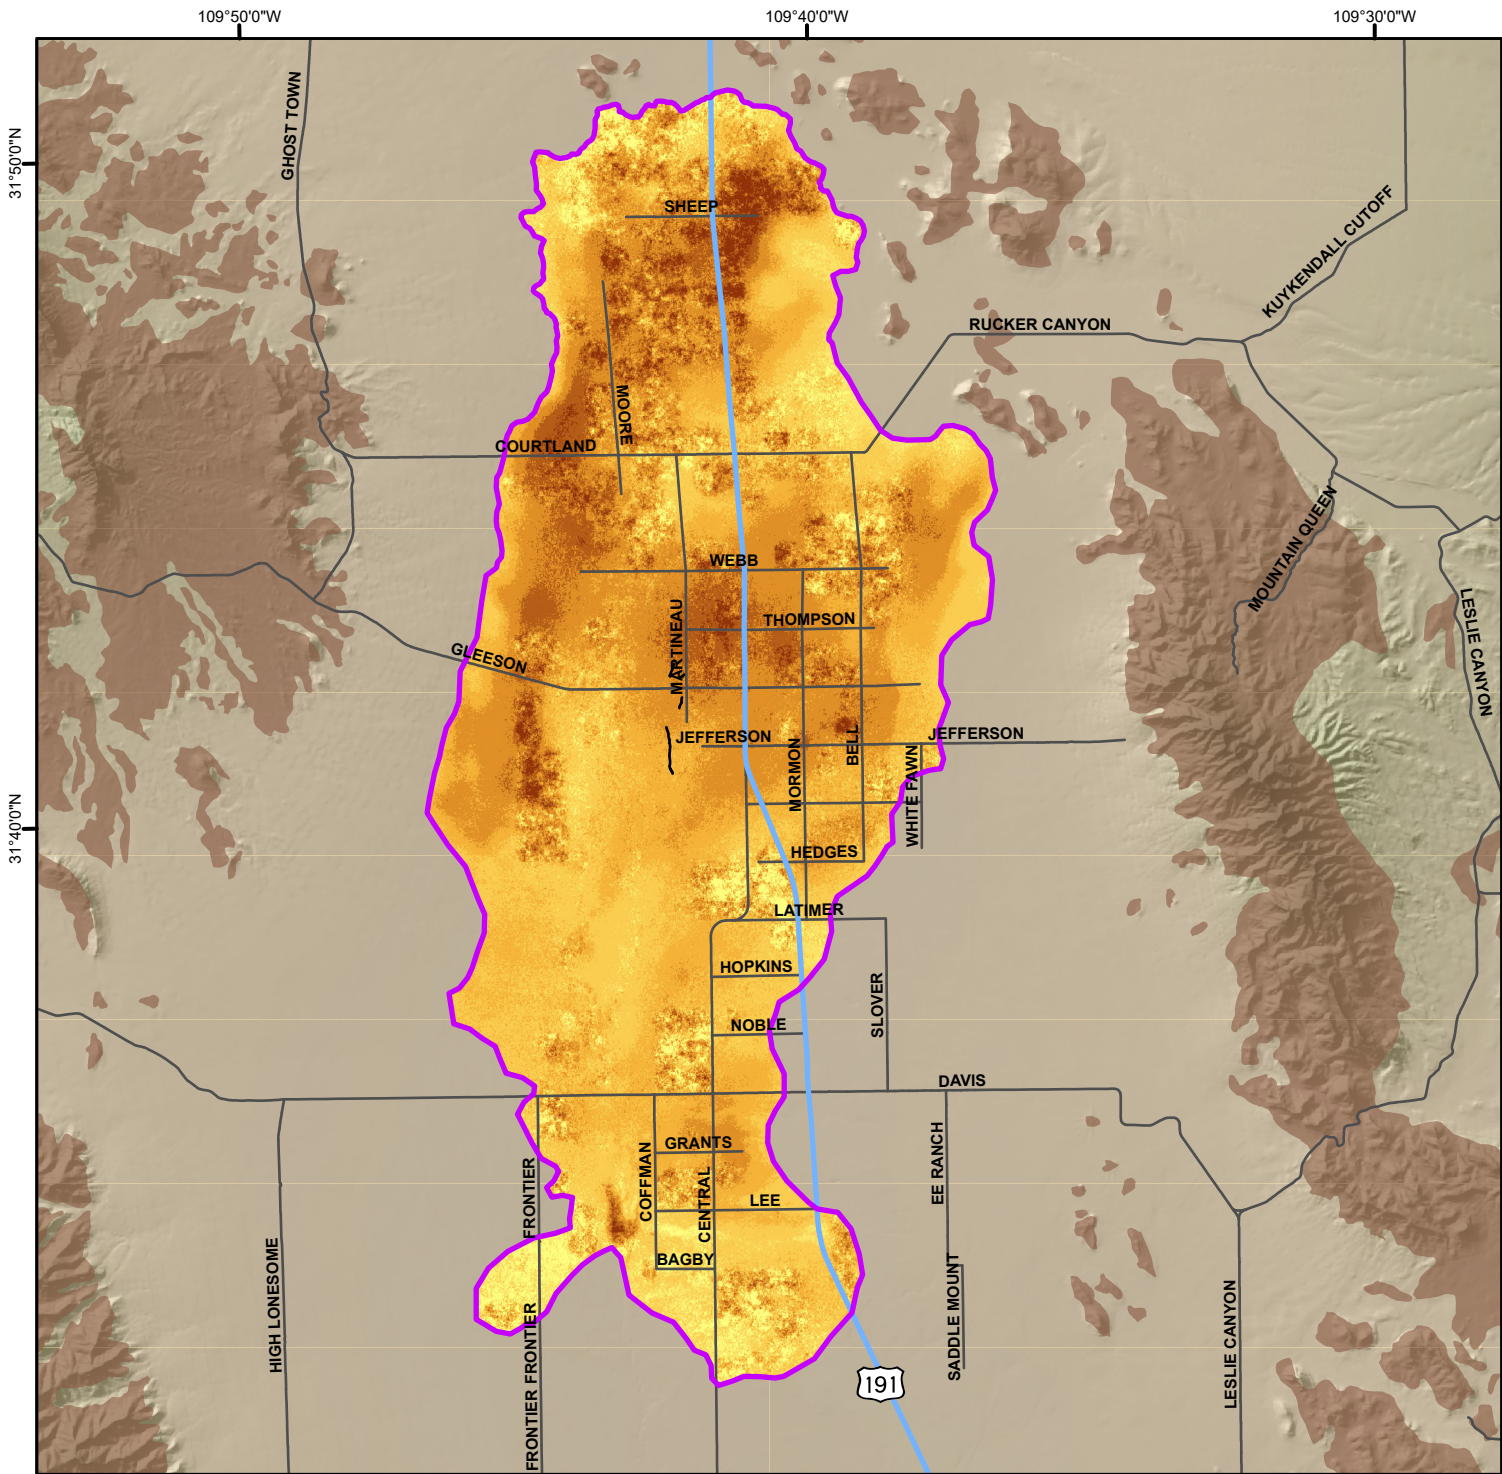 109°50'0"W
109°40'0"W
109°30'0"W
31°50'0"N
31°40'0"N
GHOST TOWN
SHEEP
KUYKENDALL CUTOFF
RUCKER CANYON
MOORE
COURTLAND
MOUNTAIN QUEEN
WEBB
LESLIE CANYON
THOMPSON
MARTINEAU
GLEESON
JEFFERSON
JEFFERSON
BELL
MORMON
WHITE FAWN
HEDGES
LATIMER
HOPKINS
SLOVER
NOBLE
DAVIS
GRANTS
COFFMAN
CENTRAL
EE RANCH
FRONTIER
LEE
BAGBY
HIGH LONESOME
SADDLE MOUNT
LESLIE CANYON
FRONTIER FRONTIER
191